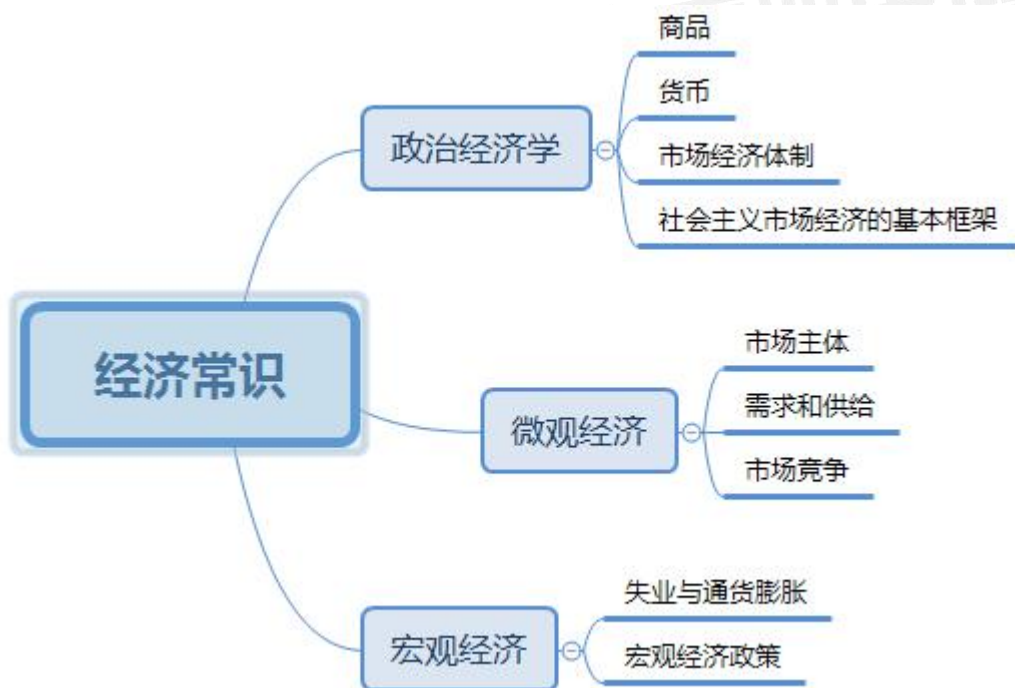 经济常识
政治经济学
商品
货币
市场经济体制
社会主义市场经济的基本框架
微观经济
市场主体
需求和供给
市场竞争
宏观经济
失业与通货膨胀
宏观经济政策